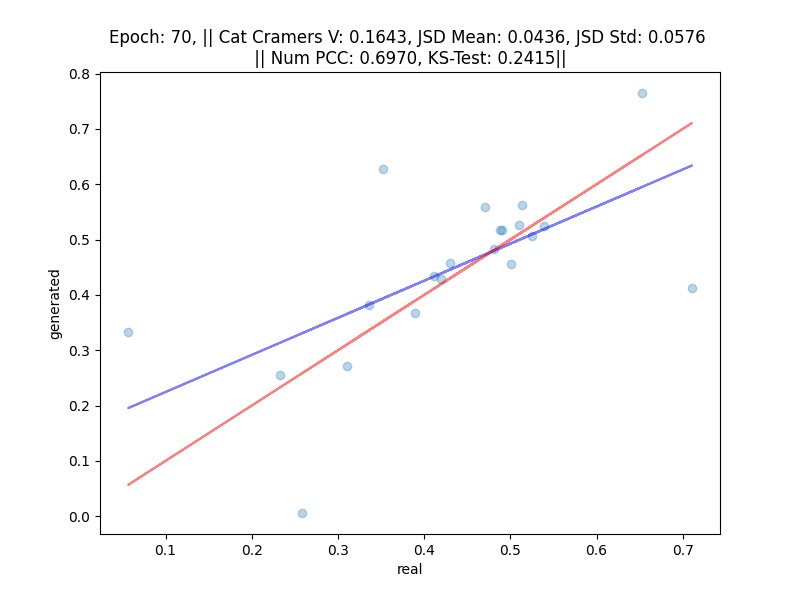 Epoch: 70, || Cat Cramers V: 0.1643, JSD Mean: 0.0436, JSD Std: 0.0576
|| Num PCC: 0.6970, KS-Test: 0.2415||
0.8
0.7
0.6
0.5
0.4
0.3
0.2
0.1
0.0
generated
0.1 0.2 0.3 0.4 0.5 0.6 0.7
real